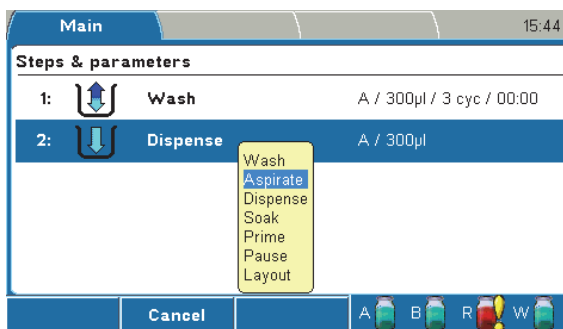 Main 15:44
Steps & parameters
1: Wash A / 300µl / 3 cyc / 00:00
2: Dispense A / 300µl
Wash
Aspirate
Dispense
Soak
Prime
Pause
Layout
Cancel A B R W